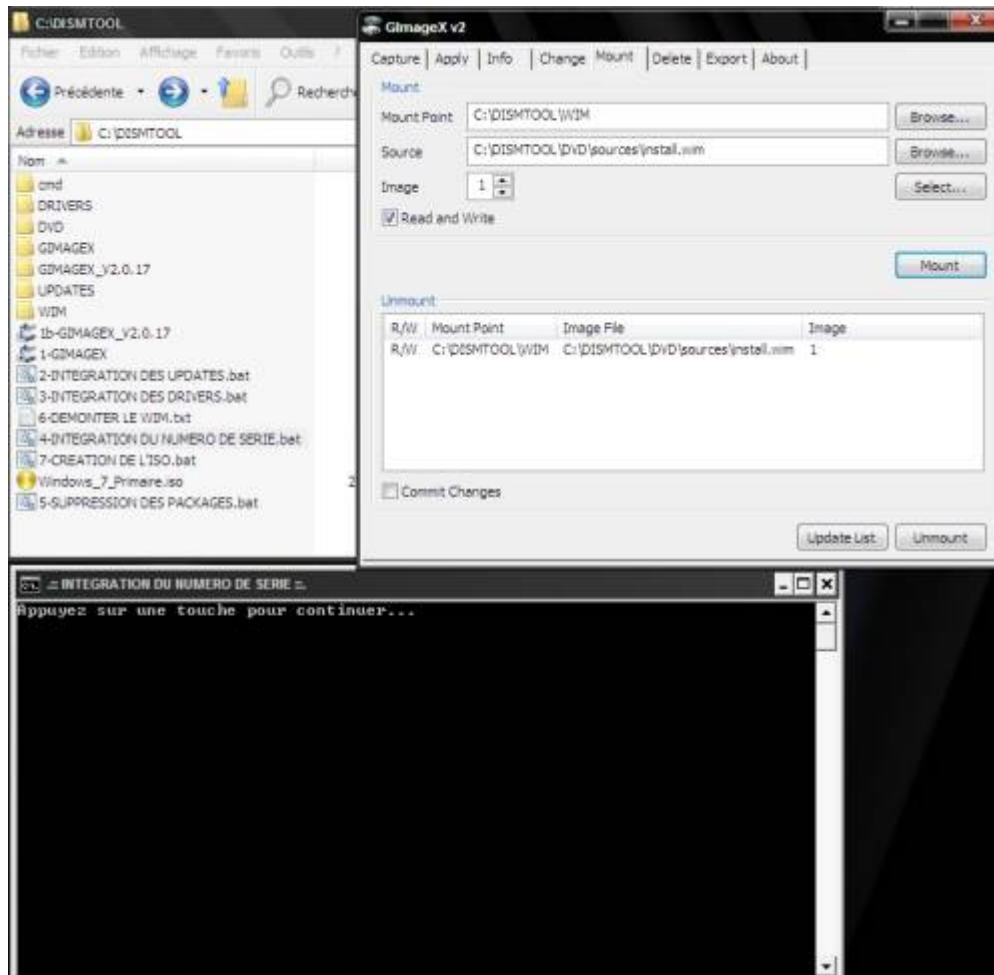 C:\DISMTOOL
Fichier Edition Affichage Favoris Outils ?
Précédente Recherch
Adresse C:\DISMTOOL
Nom
cmd
DRIVERS
DVD
GIMAGEX
GIMAGEX_V2.0.17
UPDATES
WIM
1b-GIMAGEX_V2.0.17
1-GIMAGEX
2-INTEGRATION DES UPDATES.bat
3-INTEGRATION DES DRIVERS.bat
6-DEMONTER LE WIM.txt
4-INTEGRATION DU NUMERO DE SERIE.bat
7-CREATION DE L'ISO.bat
Windows_7_Primaire.iso 2
5-SUPPRESSION DES PACKAGES.bat
GImageX v2
Capture Apply Info Change Mount Delete Export About
Mount
Mount Point C:\DISMTOOL\WIM Browse...
Source C:\DISMTOOL\DVD\sources\install.wim Browse...
Image 1 Select...
Read and Write
Mount
Unmount
R/W Mount Point Image File Image
R/W C:\DISMTOOL\WIM C:\DISMTOOL\DVD\sources\install.wim 1
Commit Changes
Update List Unmount
.:: INTEGRATION DU NUMERO DE SERIE ::.
Appuyez sur une touche pour continuer...